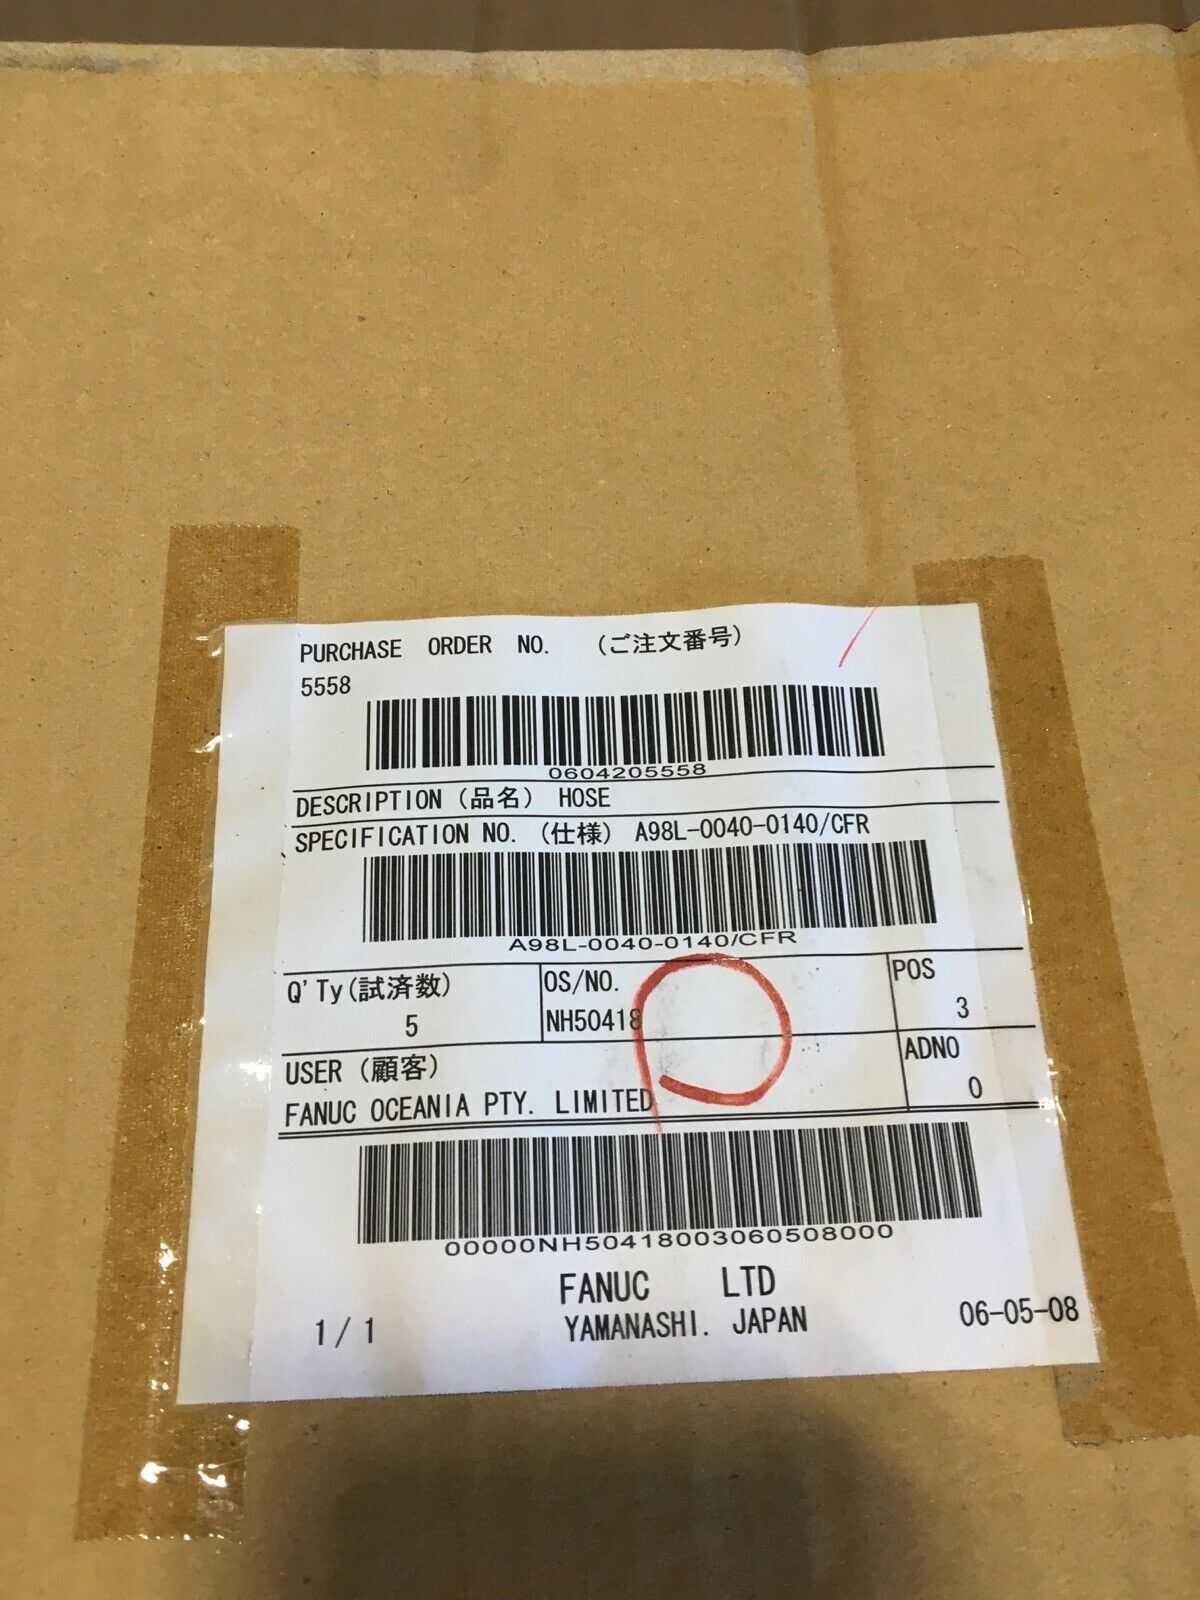 PURCHASE ORDER NO. (ご注文番号)
5558
0604205558
DESCRIPTION (品名) HOSE
SPECIFICATION NO. (仕様) A98L-0040-0140/CFR
A98L-0040-0140/CFR
Q'Ty(試済数)
5
OS/NO.
NH50418
POS
3
USER (顧客)
FANUC OCEANIA PTY. LIMITED
ADNO
0
00000NH50418003060508000
FANUC LTD
1/1
YAMANASHI. JAPAN
06-05-08